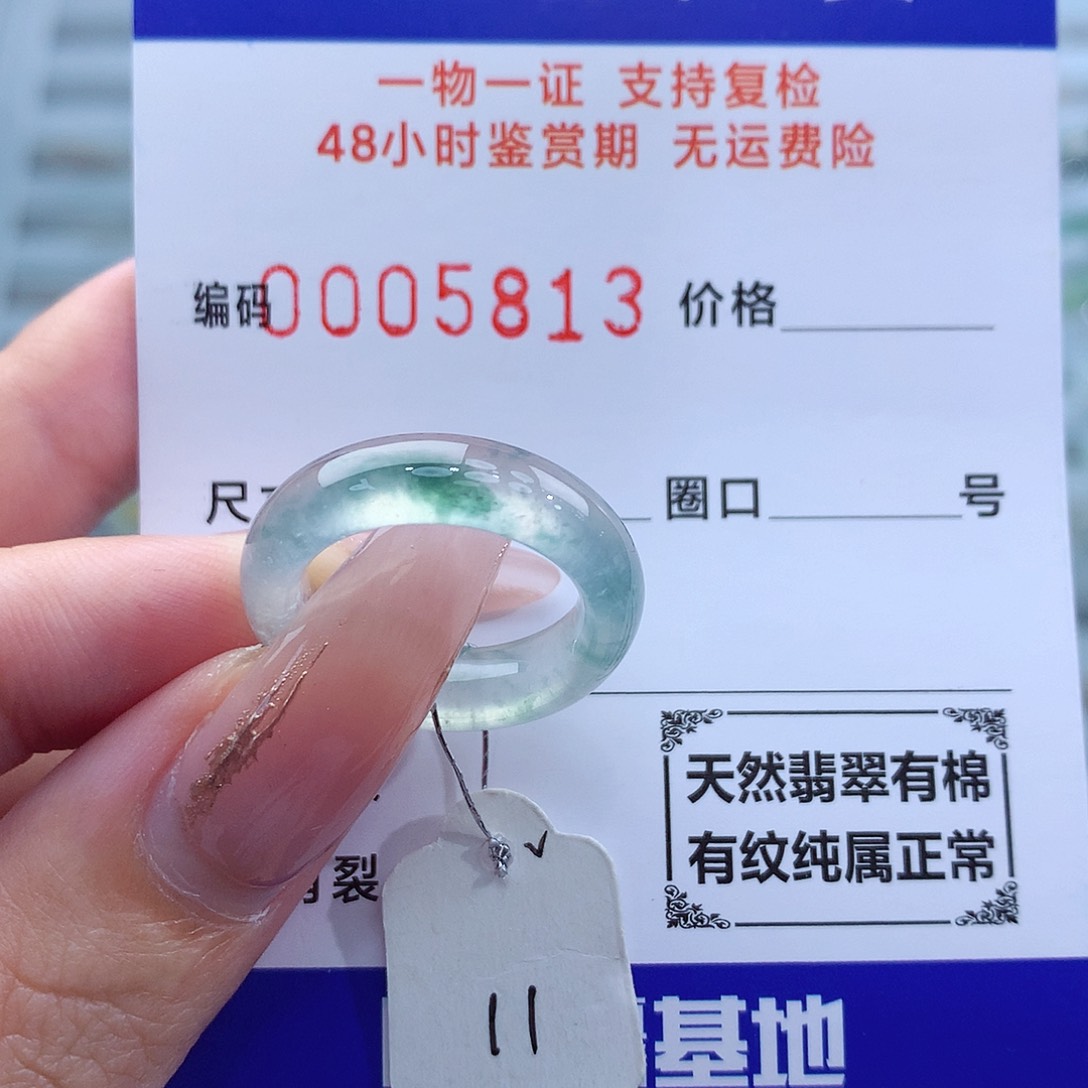 一物一证 支持复检
48小时鉴赏期 无运费险
编码0005813 价格
尺 圈口 号
天然翡翠有棉
有纹纯属正常
裂
11
基地